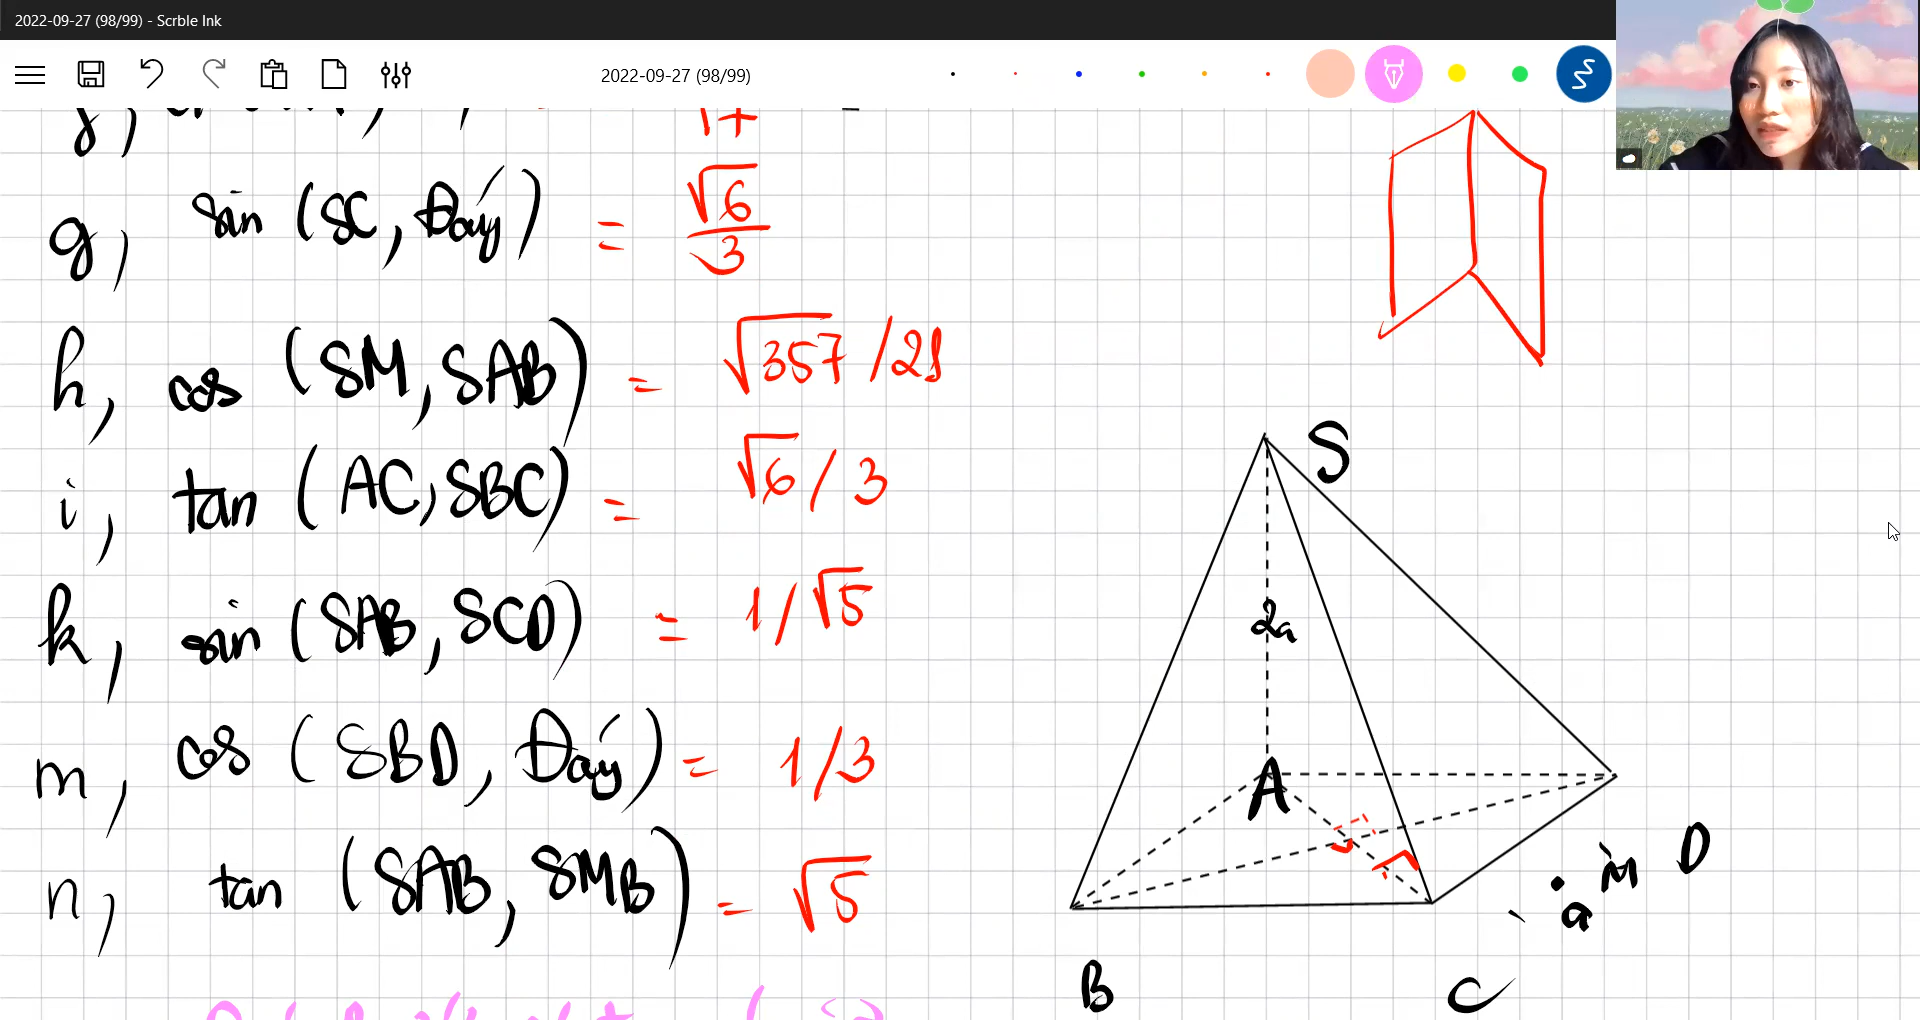 2022-09-27 (98/99) - Scrble Ink
2022-09-27 (98/99)
g, sin (SC, Đáy) = √6/3
h, cos (SM, SAB) = √357 / 21
i, tan (AC, SBC) = √6 / 3
k, sin (SAB, SCD) = 1/√5
m, cos (SBD, Đáy) = 1/3
n, tan (SAB, SMB) = √5
S
2a
A
M
D
a
B
C